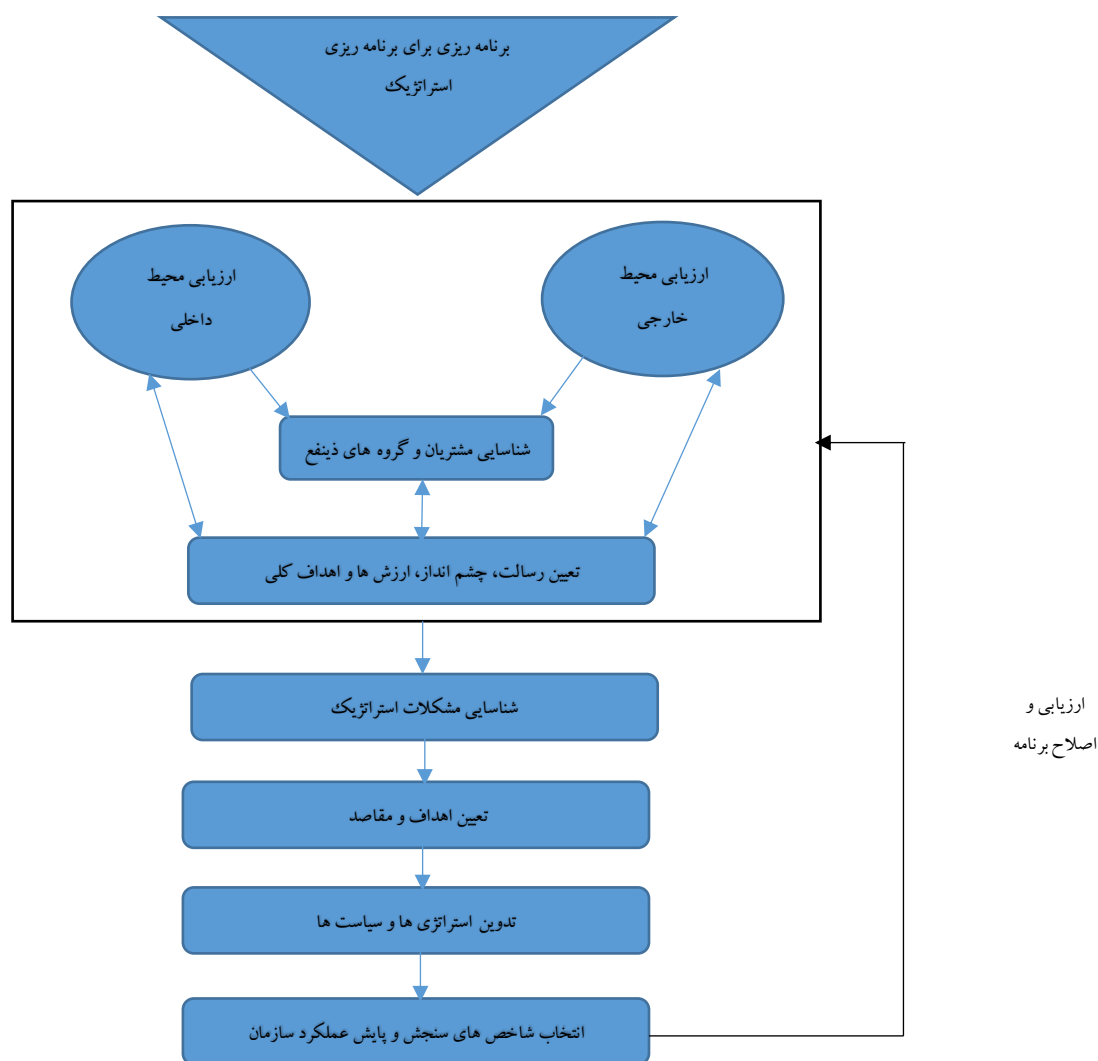 برنامه ریزی برای برنامه ریزی
استراتژیک
ارزیابی محیط
خارجی
ارزیابی محیط
داخلی
شناسایی مشتریان و گروه های ذینفع
تعیین رسالت، چشم انداز، ارزش ها و اهداف کلی
شناسایی مشکلات استراتژیک
ارزیابی و
اصلاح برنامه
تعیین اهداف و مقاصد
تدوین استراتژی ها و سیاست ها
انتخاب شاخص های سنجش و پایش عملکرد سازمان